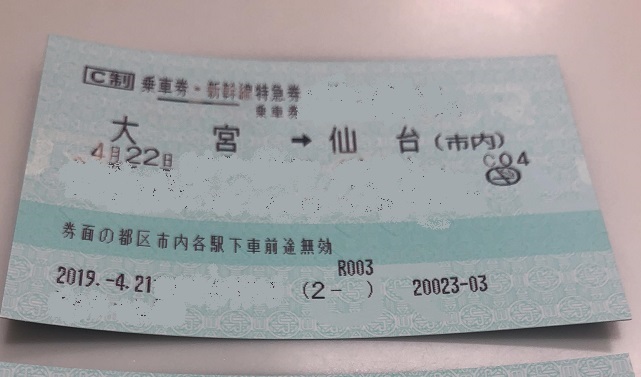 C制 乗車券・新幹線特急券
乗車券
大宮 → 仙台(市内)
4月22日
C04
券面の都区市内各駅下車前途無効
R003
2019.-4.21 (2- ) 20023-03